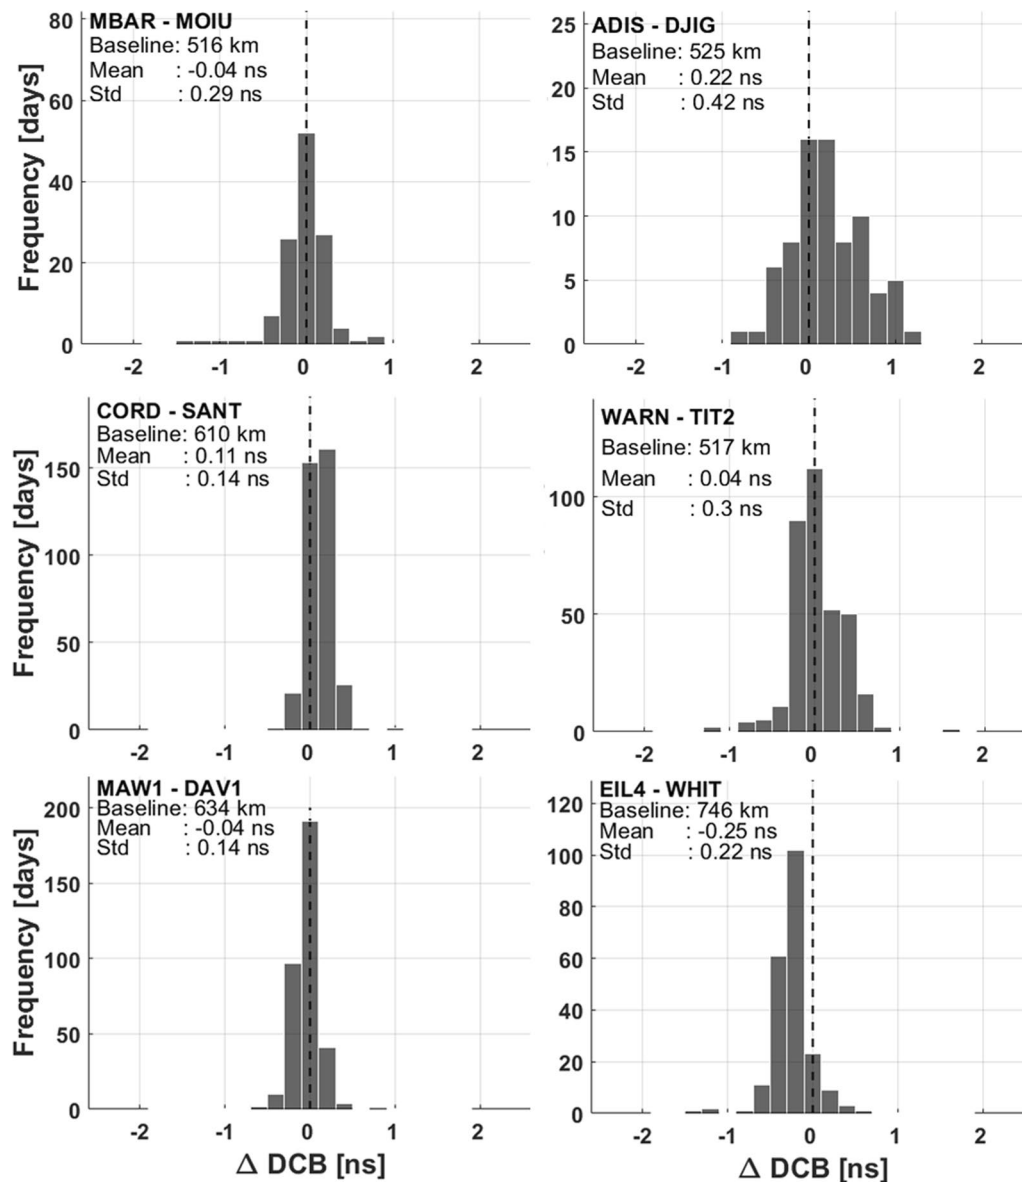 MBAR - MOIU
Baseline: 516 km
Mean : -0.04 ns
Std : 0.29 ns
Frequency [days]
80
60
40
20
0
-2 -1 0 1 2
ADIS - DJIG
Baseline: 525 km
Mean : 0.22 ns
Std : 0.42 ns
25
20
15
10
5
0
-2 -1 0 1 2
CORD - SANT
Baseline: 610 km
Mean : 0.11 ns
Std : 0.14 ns
Frequency [days]
150
100
50
0
-2 -1 0 1 2
WARN - TIT2
Baseline: 517 km
Mean : 0.04 ns
Std : 0.3 ns
100
50
0
-2 -1 0 1 2
MAW1 - DAV1
Baseline: 634 km
Mean : -0.04 ns
Std : 0.14 ns
Frequency [days]
200
150
100
50
0
-2 -1 0 1 2
Δ DCB [ns]
EIL4 - WHIT
Baseline: 746 km
Mean : -0.25 ns
Std : 0.22 ns
120
100
80
60
40
20
0
-2 -1 0 1 2
Δ DCB [ns]